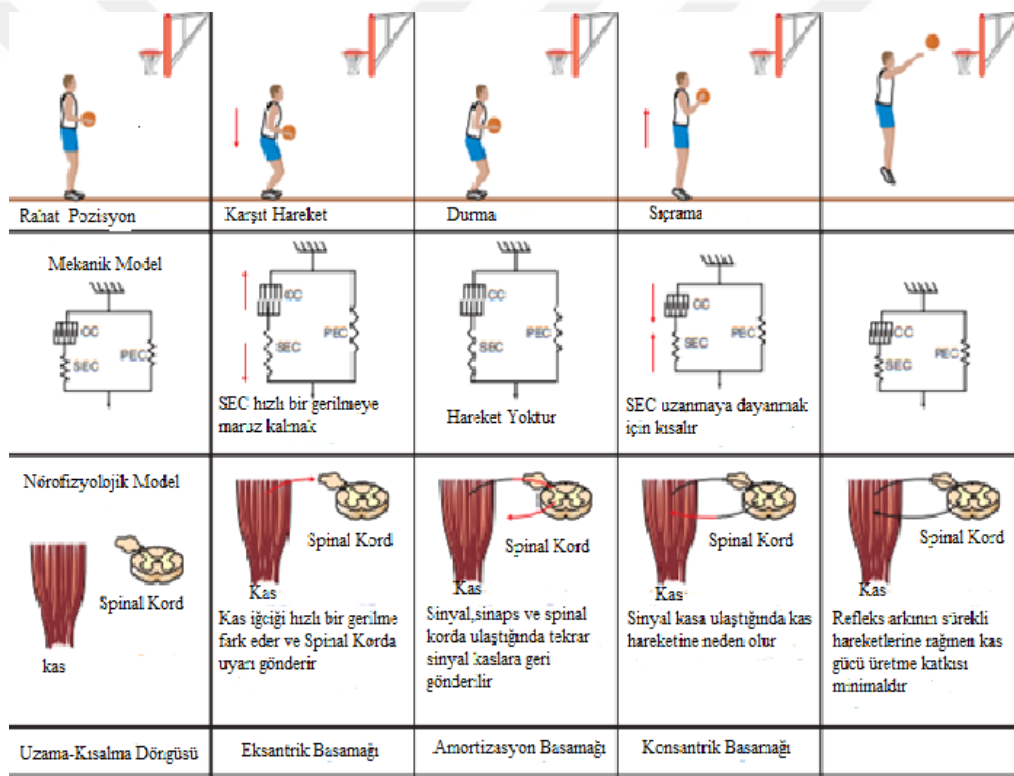 Rahat Pozisyon
Karşıt Hareket
Durma
Sıçrama
Mekanik Model
CC
SEC
PEC
CC
SEC
PEC
SEC hızlı bir gerilmeye
maruz kalmak
CC
SEC
PEC
Hareket Yoktur
CC
SEC
PEC
SEC uzanmaya dayanmak
için kısalır
CC
SEC
PEC
Nörofizyolojik Model
Spinal Kord
kas
Spinal Kord
Kas
Kas iğciği hızlı bir gerilme
fark eder ve Spinal Korda
uyarı gönderir
Spinal Kord
Kas
Sinyal,sinaps ve spinal
korda ulaştığında tekrar
sinyal kaslara geri
gönderilir
Spinal Kord
Kas
Sinyal kasa ulaştığında kas
hareketine neden olur
Spinal Kord
Kas
Refleks arkının sürekli
hareketlerine rağmen kas
gücü üretme katkısı
minimaldır
Uzama-Kısalma Döngüsü
Eksantrik Basamağı
Amortizasyon Basamağı
Konsantrik Basamağı